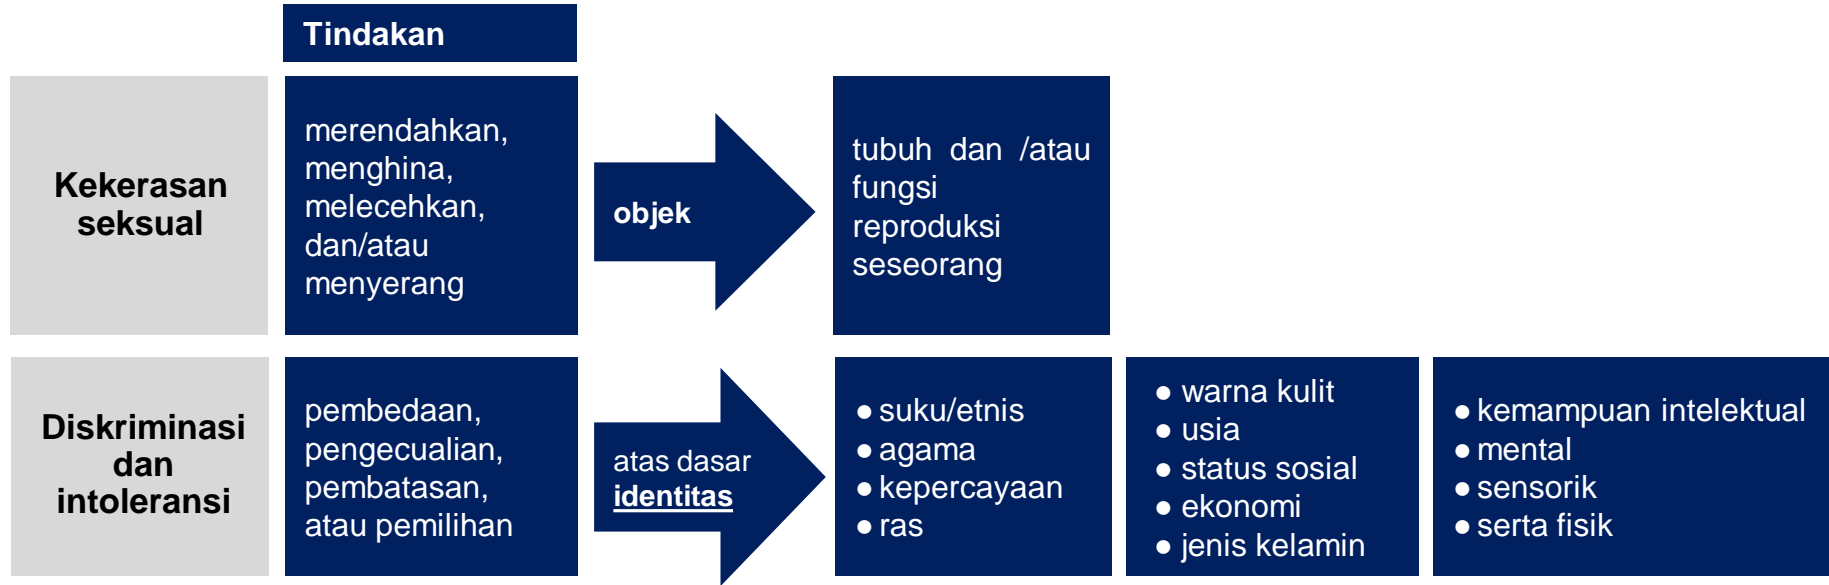 Tindakan
Kekerasan
seksual
merendahkan,
menghina,
melecehkan,
dan/atau
menyerang
objek
tubuh dan /atau
fungsi
reproduksi
seseorang
Diskriminasi
dan
intoleransi
pembedaan,
pengecualian,
pembatasan,
atau pemilihan
atas dasar
identitas
● suku/etnis
● agama
● kepercayaan
● ras
● warna kulit
● usia
● status sosial
● ekonomi
● jenis kelamin
● kemampuan intelektual
● mental
● sensorik
● serta fisik